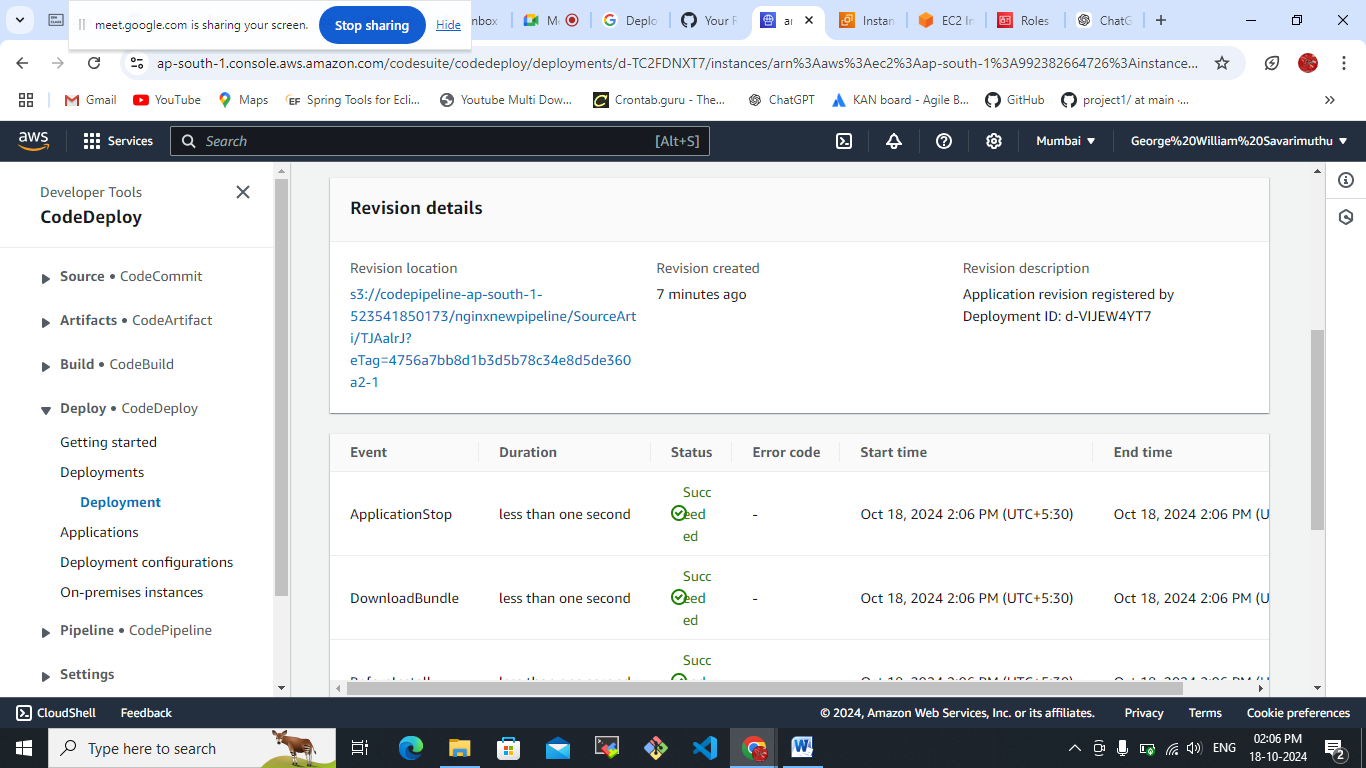 meet.google.com is sharing your screen. Stop sharing Hide
nbox
M
Deplo
Your F
ar
Instan
EC2 In
Roles
ChatG
ap-south-1.console.aws.amazon.com/codesuite/codedeploy/deployments/d-TC2FDNXT7/instances/arn%3Aaws%3Aec2%3Aap-south-1%3A992382664726%3Ainstance...
Gmail YouTube Maps Spring Tools for Ecli... Youtube Multi Dow... Crontab.guru - The... ChatGPT KAN board - Agile B... GitHub project1/ at main ·... »
aws Services Search [Alt+S] Mumbai George%20William%20Savarimuthu
Developer Tools
CodeDeploy
Source • CodeCommit
Artifacts • CodeArtifact
Build • CodeBuild
Deploy • CodeDeploy
Getting started
Deployments
Deployment
Applications
Deployment configurations
On-premises instances
Pipeline • CodePipeline
Settings
Revision details
Revision location
s3://codepipeline-ap-south-1-
523541850173/nginxnewpipeline/SourceArt
i/TJAalrJ?
eTag=4756a7bb8d1b3d5b78c34e8d5de360
a2-1
Revision created
7 minutes ago
Revision description
Application revision registered by
Deployment ID: d-VIJEW4YT7
Event Duration Status Error code Start time End time
ApplicationStop less than one second
Succ
eed
ed
- Oct 18, 2024 2:06 PM (UTC+5:30) Oct 18, 2024 2:06 PM (U
DownloadBundle less than one second
Succ
eed
ed
- Oct 18, 2024 2:06 PM (UTC+5:30) Oct 18, 2024 2:06 PM (U
Succ
CloudShell Feedback © 2024, Amazon Web Services, Inc. or its affiliates. Privacy Terms Cookie preferences
Type here to search ENG 02:06 PM
18-10-2024
2